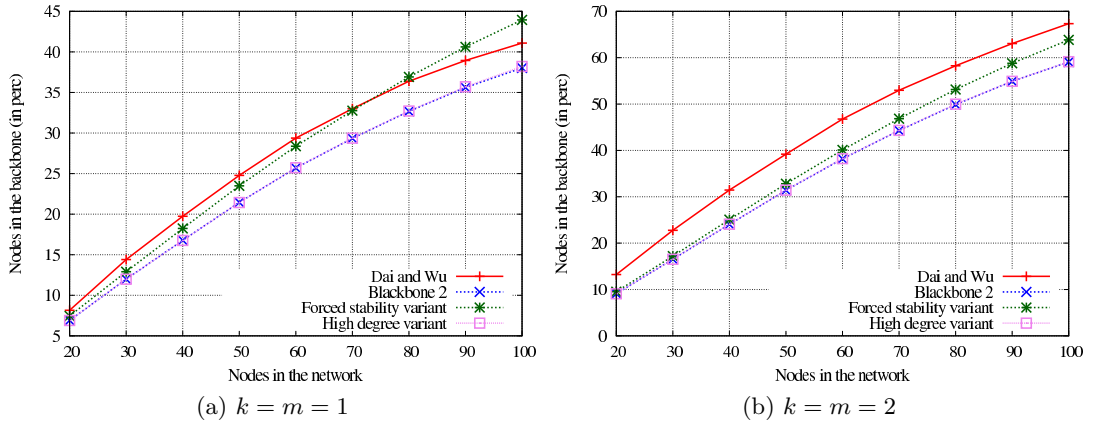 45
40
35
30
25
20
15
10
5
Nodes in the backbone (in perc)
Dai and Wu
Blackbone 2
Forced stability variant
High degree variant
20 30 40 50 60 70 80 90 100
Nodes in the network
(a) k = m = 1
70
60
50
40
30
20
10
0
Nodes in the backbone (in perc)
Dai and Wu
Blackbone 2
Forced stability variant
High degree variant
20 30 40 50 60 70 80 90 100
Nodes in the network
(b) k = m = 2